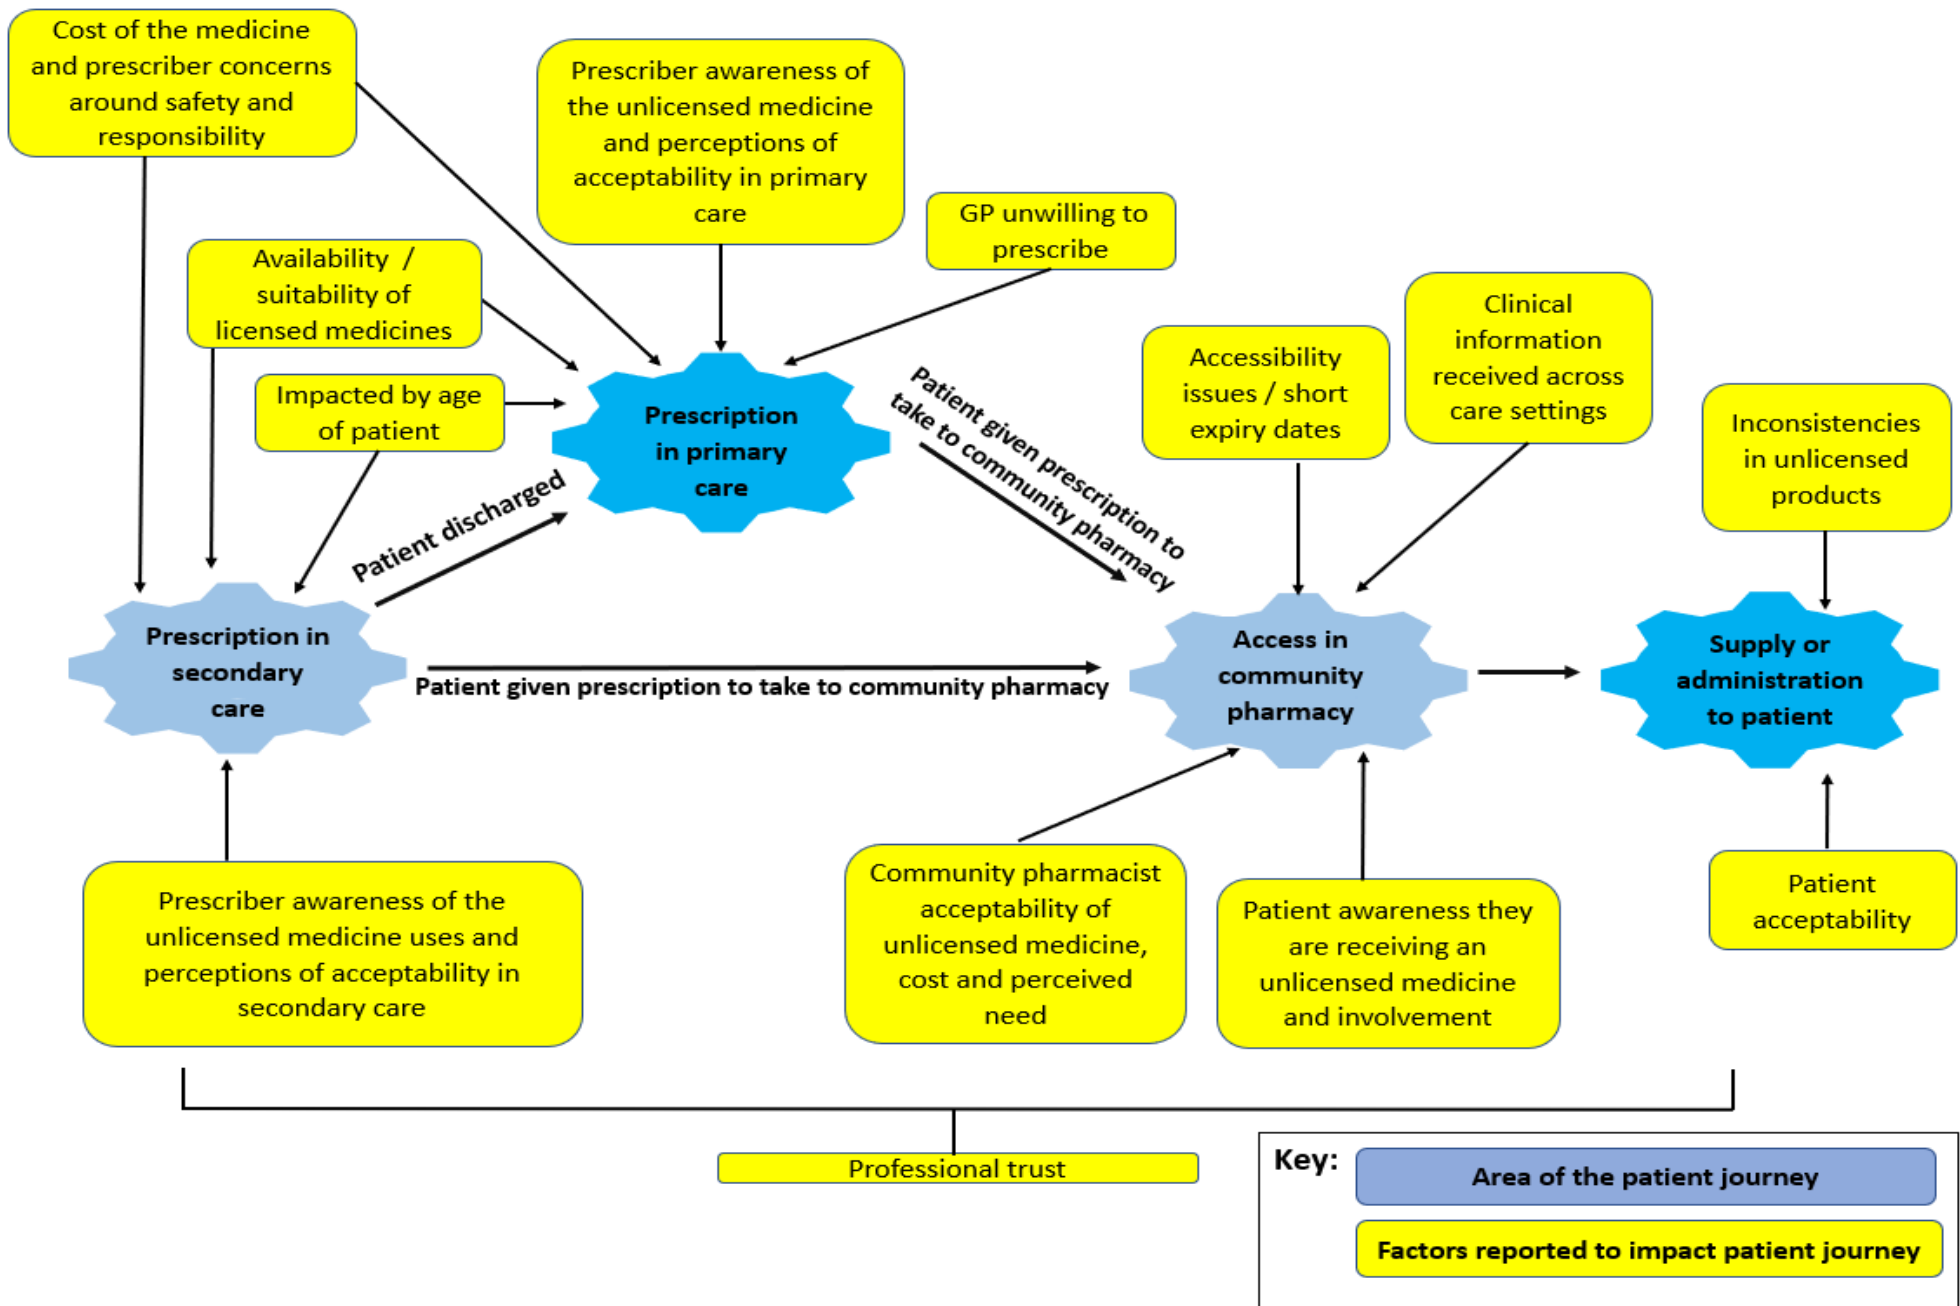 Cost of the medicine
and prescriber concerns
around safety and
responsibility
Prescriber awareness of
the unlicensed medicine
and perceptions of
acceptability in primary
care
GP unwilling to
prescribe
Availability /
suitability of
licensed medicines
Impacted by age
of patient
Clinical
information
received across
care settings
Accessibility
issues / short
expiry dates
Inconsistencies
in unlicensed
products
Prescription
in primary
care
Patient given prescription to
take to community pharmacy
Patient discharged
Prescription in
secondary
care
Patient given prescription to take to community pharmacy
Access in
community
pharmacy
Supply or
administration
to patient
Prescriber awareness of the
unlicensed medicine uses and
perceptions of acceptability in
secondary care
Community pharmacist
acceptability of
unlicensed medicine,
cost and perceived
need
Patient awareness they
are receiving an
unlicensed medicine
and involvement
Patient
acceptability
Professional trust
Key:
Area of the patient journey
Factors reported to impact patient journey